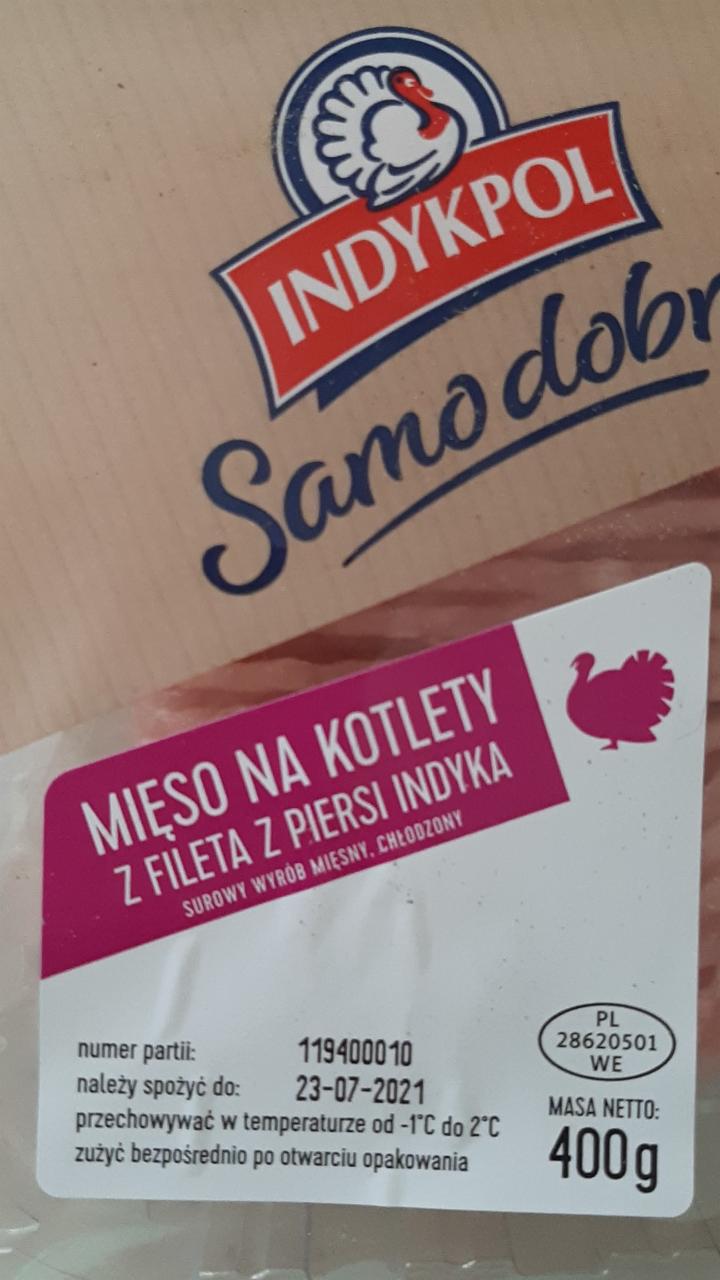 INDYKPOL
Samo dobr
MIĘSO NA KOTLETY
Z FILETA Z PIERSI INDYKA
SUROWY WYRÓB MIĘSNY, CHŁODZONY
numer partii: 119400010
należy spożyć do: 23-07-2021
przechowywać w temperaturze od -1°C do 2°C
zużyć bezpośrednio po otwarciu opakowania
PL
28620501
WE
MASA NETTO:
400g